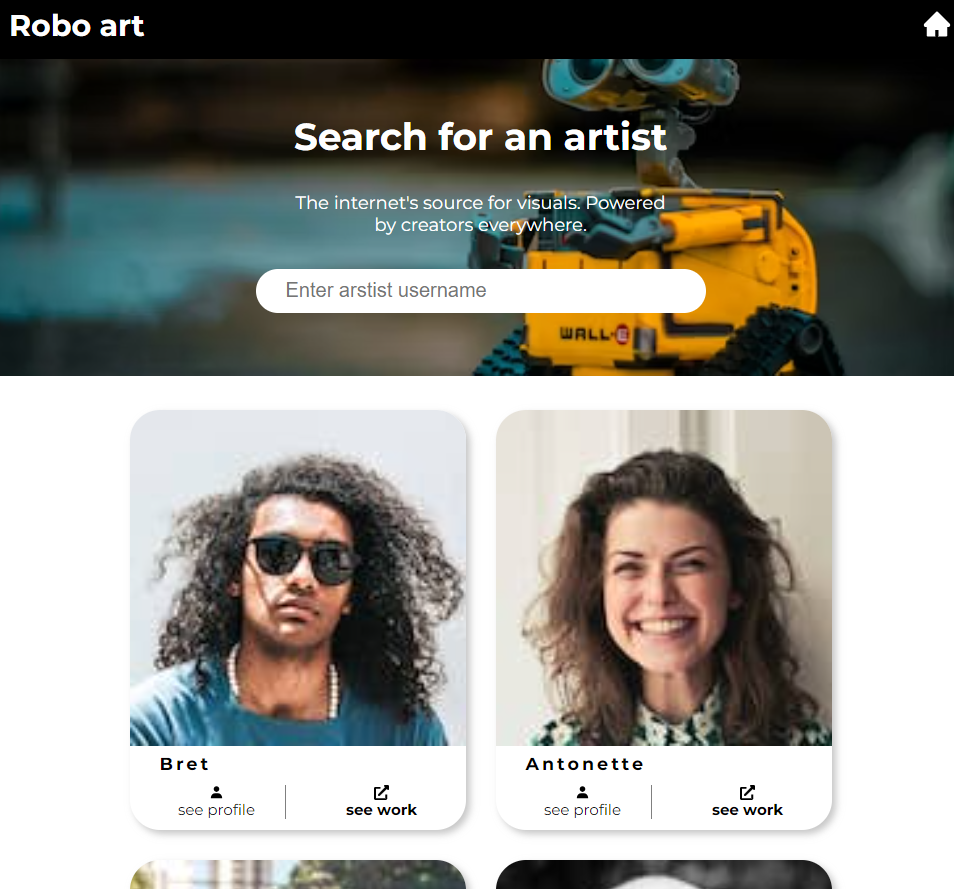 Robo art
Search for an artist
The internet's source for visuals. Powered
by creators everywhere.
Enter arstist username
WALL·E
Bret
Antonette
see profile
see work
see profile
see work